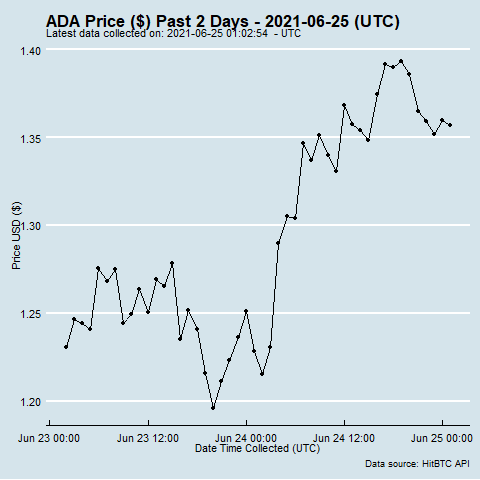 ADA Price ($) Past 2 Days - 2021-06-25 (UTC)
Latest data collected on: 2021-06-25 01:02:54 - UTC
1.40
1.35
1.30
1.25
1.20
Price USD ($)
Jun 23 00:00
Jun 23 12:00
Jun 24 00:00
Jun 24 12:00
Jun 25 00:00
Date Time Collected (UTC)
Data source: HitBTC API